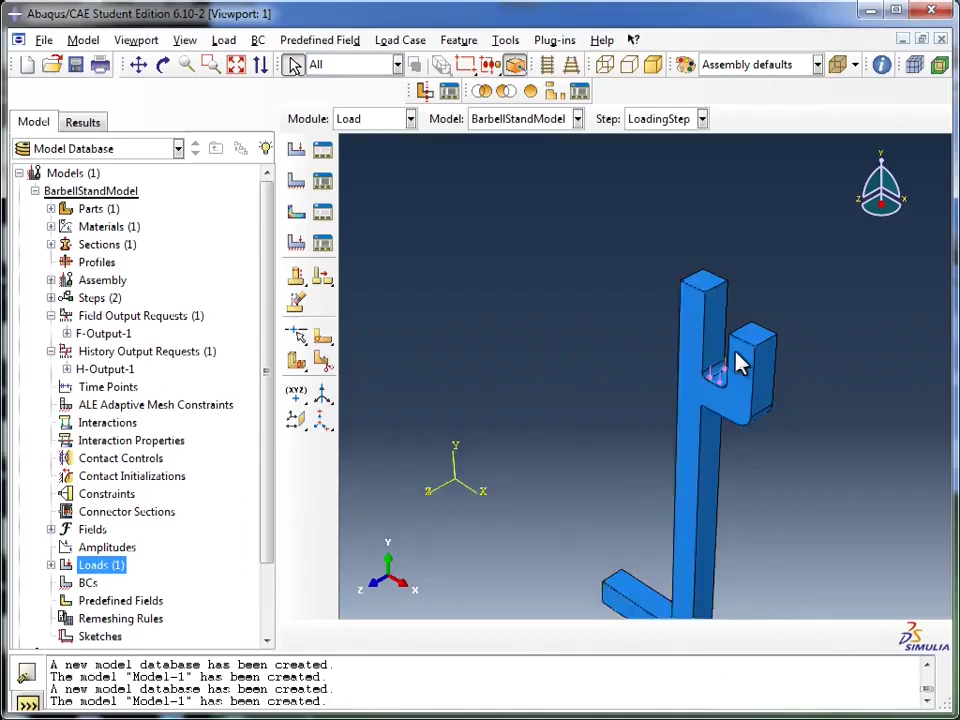 Abaqus/CAE Student Edition 6.10-2 [Viewport: 1]
File Model Viewport View Load BC Predefined Field Load Case Feature Tools Plug-ins Help
All Assembly defaults
Model Results
Module: Load Model: BarbellStandModel Step: LoadingStep
Model Database
Models (1)
BarbellStandModel
Parts (1)
Materials (1)
Sections (1)
Profiles
Assembly
Steps (2)
Field Output Requests (1)
F-Output-1
History Output Requests (1)
H-Output-1
Time Points
ALE Adaptive Mesh Constraints
Interactions
Interaction Properties
Contact Controls
Contact Initializations
Constraints
Connector Sections
Fields
Amplitudes
Loads (1)
BCs
Predefined Fields
Remeshing Rules
Sketches
(XYZ)
Y
Z X
Y
Z X
Y
Z X
SIMULIA
A new model database has been created.
The model "Model-1" has been created.
A new model database has been created.
The model "Model-1" has been created.
>>>